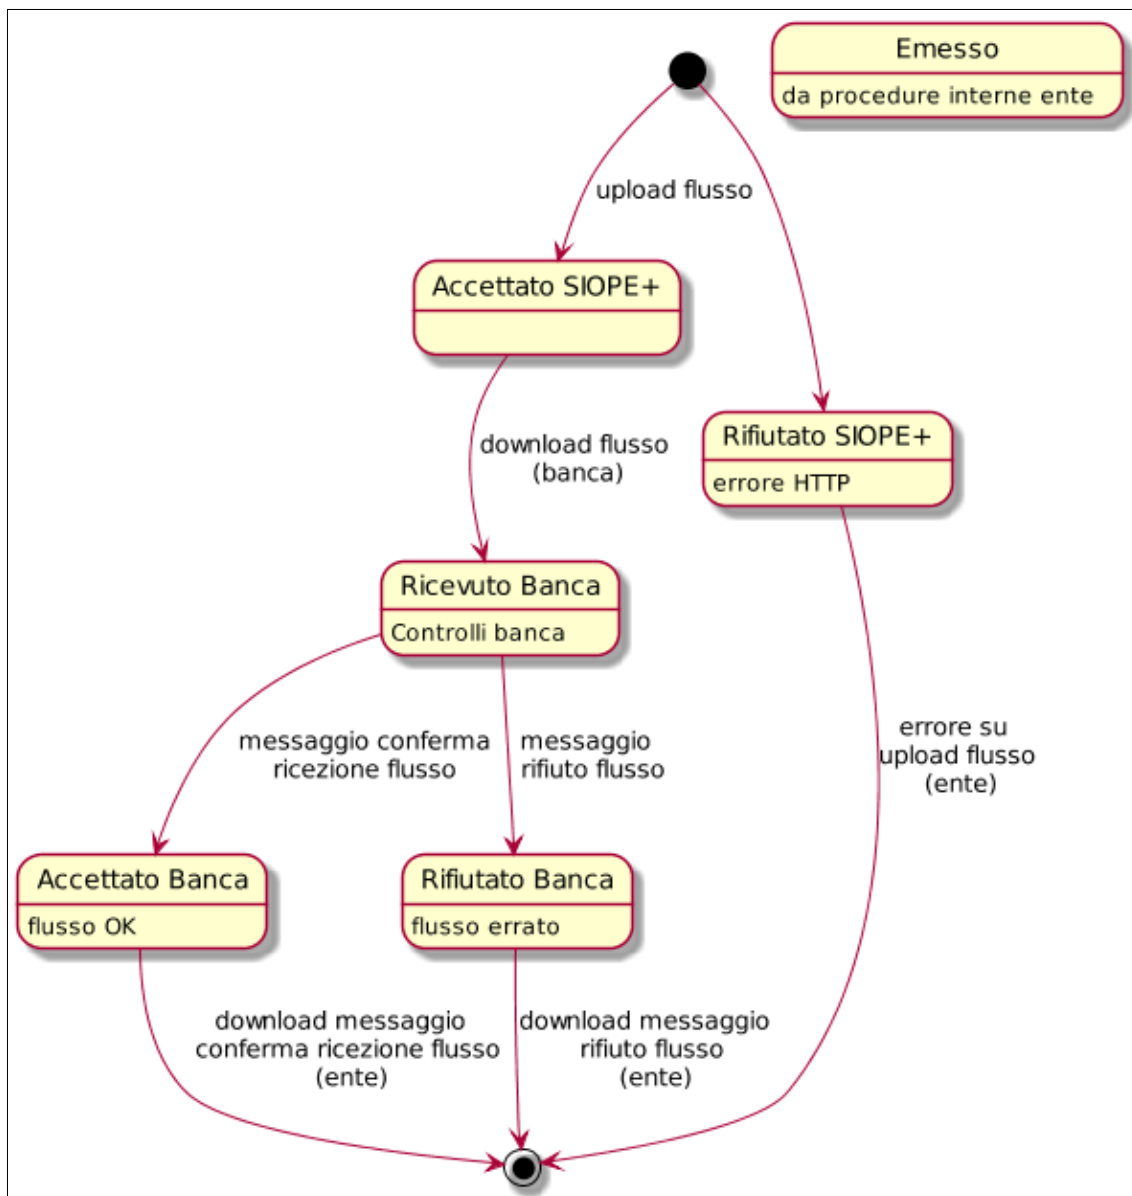 Emesso
da procedure interne ente
upload flusso
Accettato SIOPE+
download flusso
(banca)
Rifiutato SIOPE+
errore HTTP
Ricevuto Banca
Controlli banca
messaggio conferma
ricezione flusso
messaggio
rifiuto flusso
errore su
upload flusso
(ente)
Accettato Banca
flusso OK
Rifiutato Banca
flusso errato
download messaggio
conferma ricezione flusso
(ente)
download messaggio
rifiuto flusso
(ente)